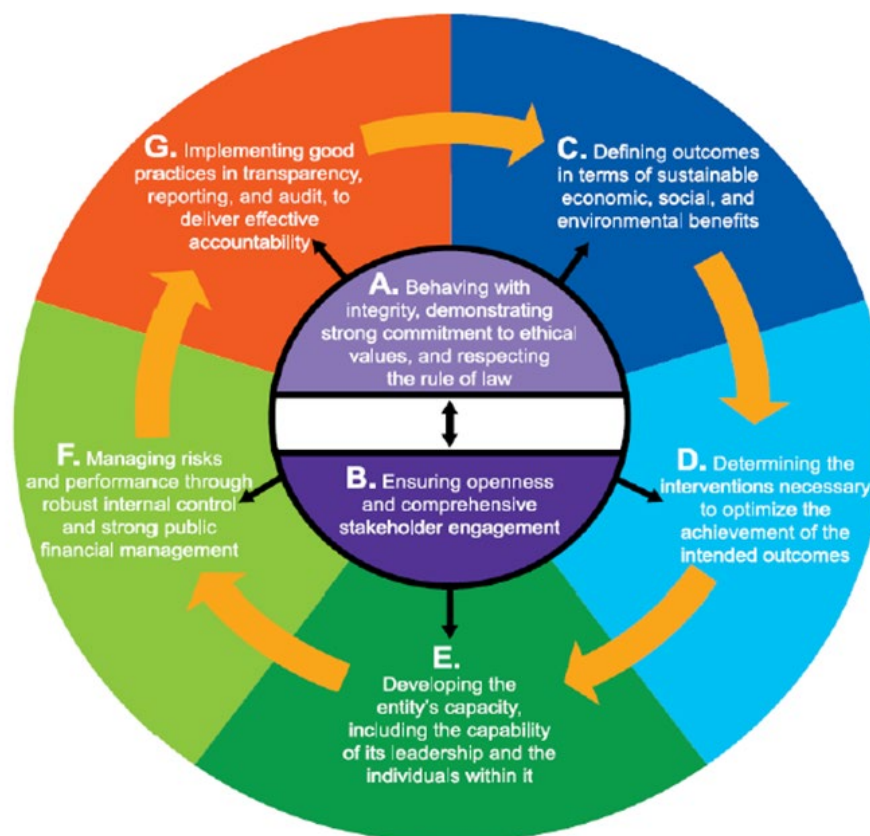 A. Behaving with
integrity, demonstrating
strong commitment to ethical
values, and respecting
the rule of law
B. Ensuring openness
and comprehensive
stakeholder engagement
C. Defining outcomes
in terms of sustainable
economic, social, and
environmental benefits
D. Determining the
interventions necessary
to optimize the
achievement of the
intended outcomes
E.
Developing the
entity's capacity,
including the capability
of its leadership and the
individuals within it
F. Managing risks
and performance through
robust internal control
and strong public
financial management
G. Implementing good
practices in transparency,
reporting, and audit, to
deliver effective
accountability